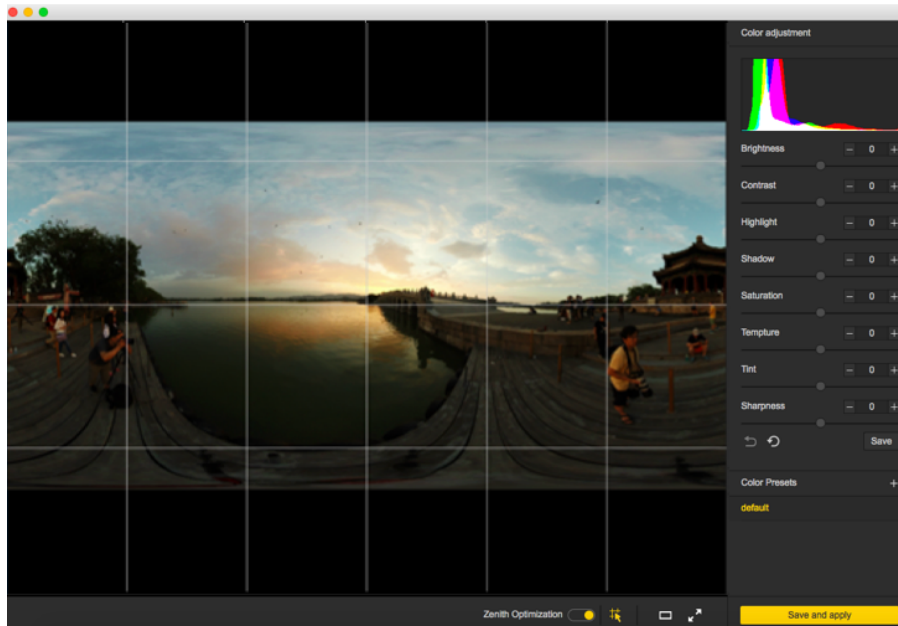 Color adjustment
Brightness − 0 +
Contrast − 0 +
Highlight − 0 +
Shadow − 0 +
Saturation − 0 +
Tempture − 0 +
Tint − 0 +
Sharpness − 0 +
Save
Color Presets +
default
Zenith Optimization
Save and apply